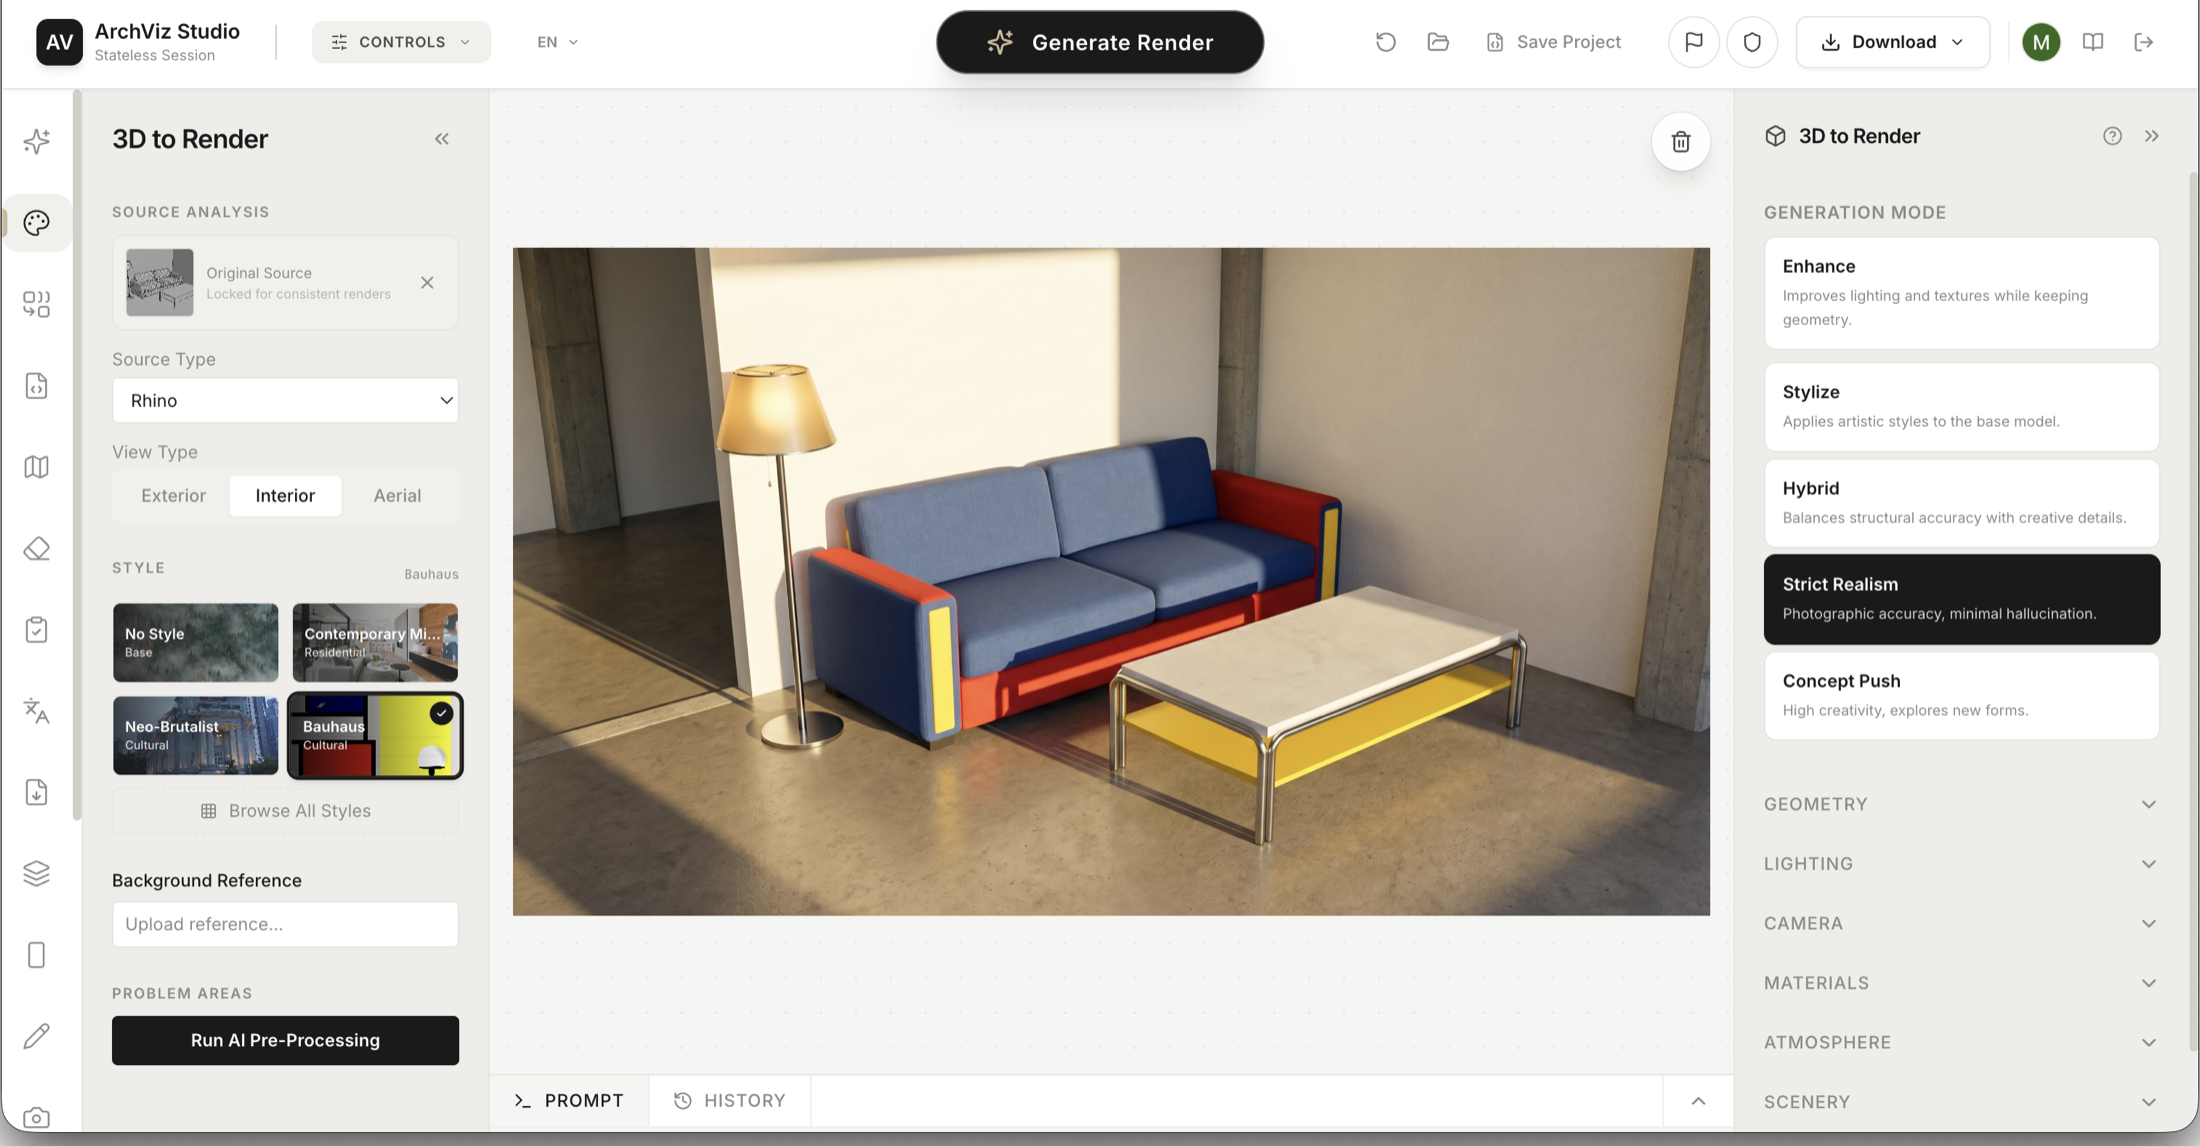 AV
ArchViz Studio
Stateless Session
CONTROLS
EN
Generate Render
Save Project
Download
M
3D to Render
SOURCE ANALYSIS
Original Source
Locked for consistent renders
Source Type
Rhino
View Type
Exterior
Interior
Aerial
STYLE
Bauhaus
No Style
Base
Contemporary Mi...
Residential
Neo-Brutalist
Cultural
Bauhaus
Cultural
Browse All Styles
Background Reference
Upload reference...
PROBLEM AREAS
Run AI Pre-Processing
PROMPT
HISTORY
3D to Render
GENERATION MODE
Enhance
Improves lighting and textures while keeping
geometry.
Stylize
Applies artistic styles to the base model.
Hybrid
Balances structural accuracy with creative details.
Strict Realism
Photographic accuracy, minimal hallucination.
Concept Push
High creativity, explores new forms.
GEOMETRY
LIGHTING
CAMERA
MATERIALS
ATMOSPHERE
SCENERY